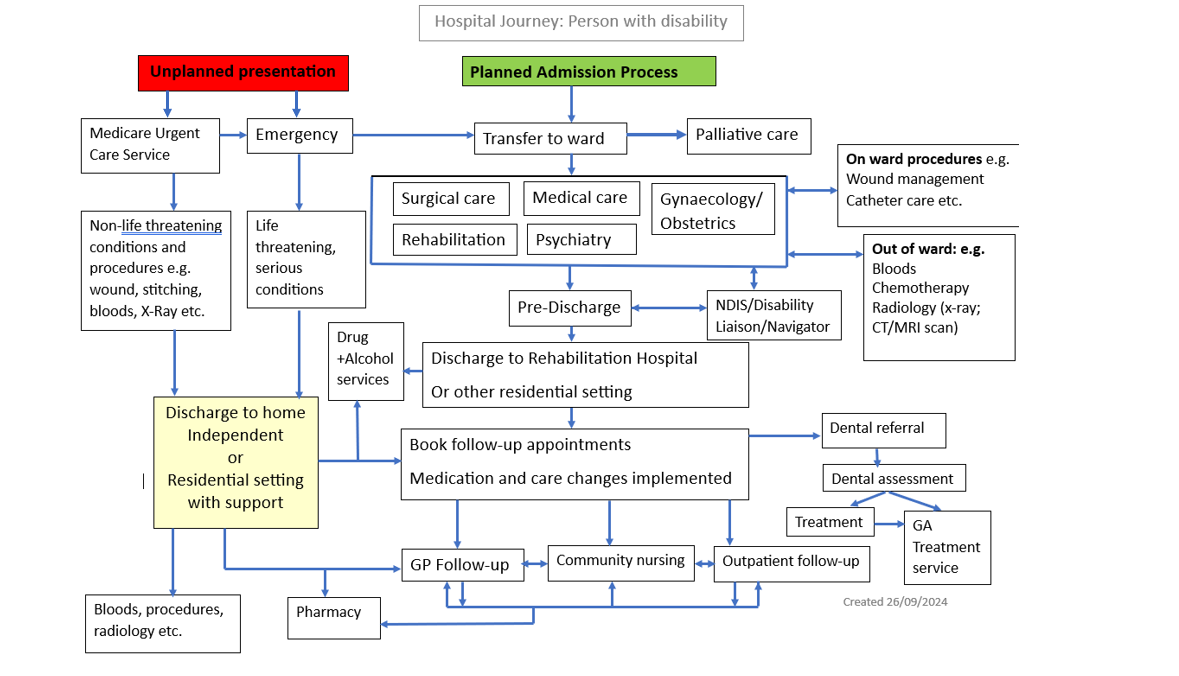 Hospital Journey: Person with disability
Unplanned presentation
Planned Admission Process
Medicare Urgent
Care Service
Emergency
Transfer to ward
Palliative care
On ward procedures e.g.
Wound management
Catheter care etc.
Surgical care
Medical care
Gynaecology/
Obstetrics
Rehabilitation
Psychiatry
Non-life threatening
conditions and
procedures e.g.
wound, stitching,
bloods, X-Ray etc.
Life
threatening,
serious
conditions
Out of ward: e.g.
Bloods
Chemotherapy
Radiology (x-ray;
CT/MRI scan)
Pre-Discharge
NDIS/Disability
Liaison/Navigator
Drug
+Alcohol
services
Discharge to Rehabilitation Hospital
Or other residential setting
Discharge to home
Independent
or
Residential setting
with support
Book follow-up appointments
Medication and care changes implemented
Dental referral
Dental assessment
Treatment
GA
Treatment
service
GP Follow-up
Community nursing
Outpatient follow-up
Bloods, procedures,
radiology etc.
Pharmacy
Created 26/09/2024